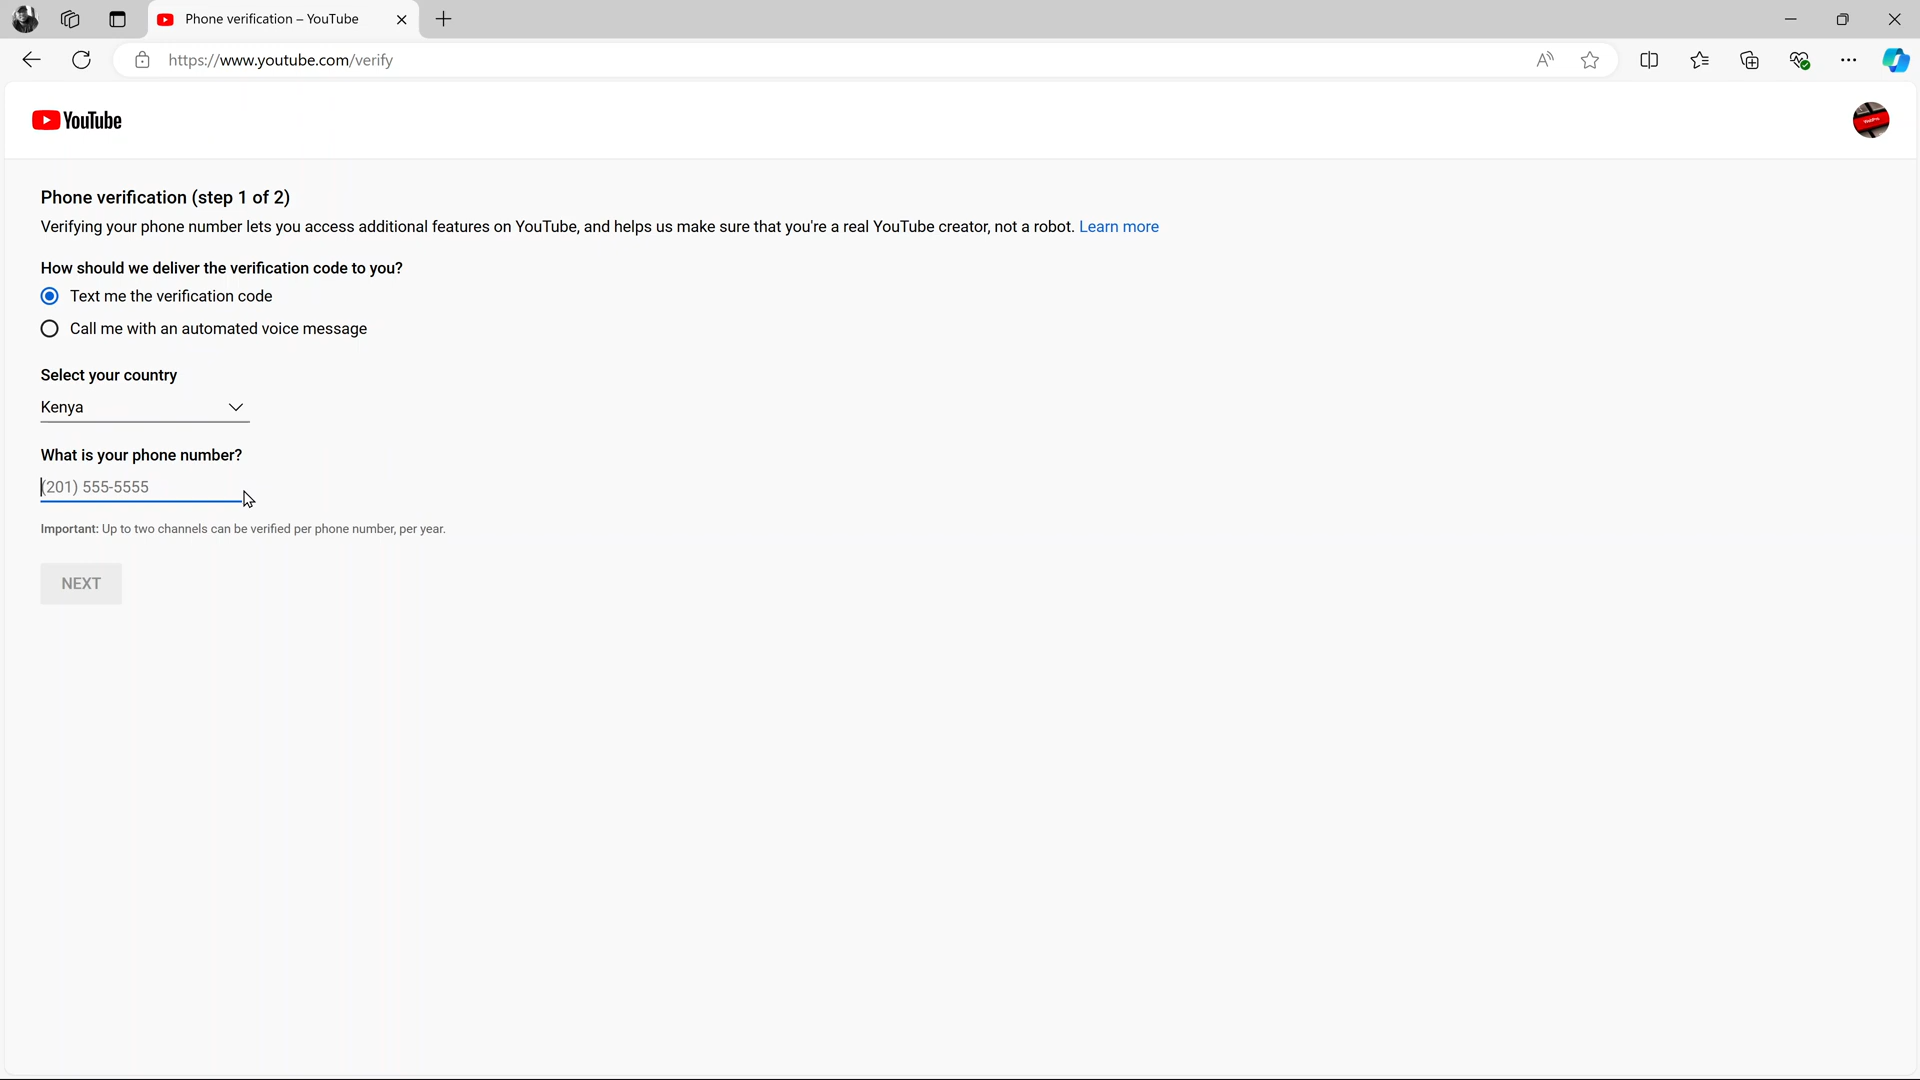 Phone verification – YouTube
https://www.youtube.com/verify
YouTube
Phone verification (step 1 of 2)
Verifying your phone number lets you access additional features on YouTube, and helps us make sure that you're a real YouTube creator, not a robot. Learn more
How should we deliver the verification code to you?
Text me the verification code
Call me with an automated voice message
Select your country
Kenya
What is your phone number?
(201) 555-5555
Important: Up to two channels can be verified per phone number, per year.
NEXT